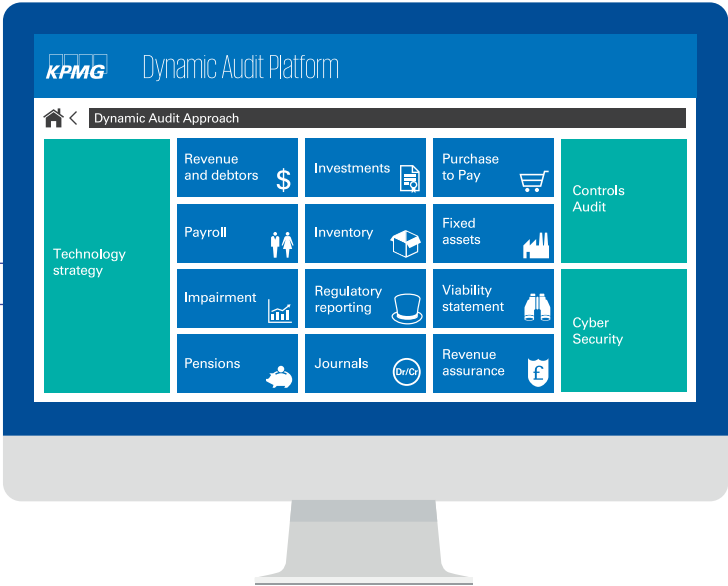 KPMG
Dynamic Audit Platform
Dynamic Audit Approach
Technology
strategy
Revenue
and debtors
$
Investments
Purchase
to Pay
Controls
Audit
Payroll
Inventory
Fixed
assets
Impairment
Regulatory
reporting
Viability
statement
Cyber
Security
Pensions
Journals
Dr/Cr
Revenue
assurance
£